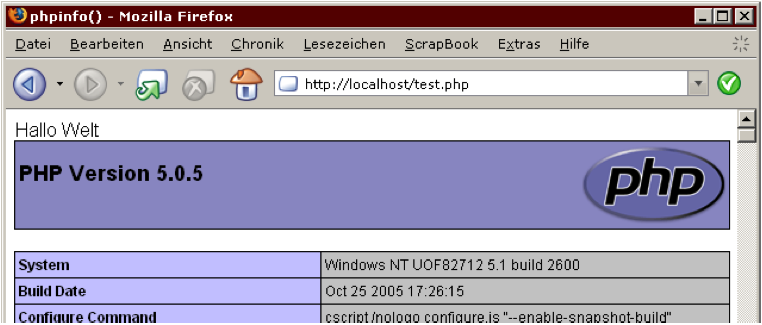 phpinfo() - Mozilla Firefox
Datei Bearbeiten Ansicht Chronik Lesezeichen ScrapBook Extras Hilfe
http://localhost/test.php
Hallo Welt
PHP Version 5.0.5
php
System Windows NT UOF82712 5.1 build 2600
Build Date Oct 25 2005 17:26:15
Configure Command cscript /nologo configure.js "--enable-snapshot-build"